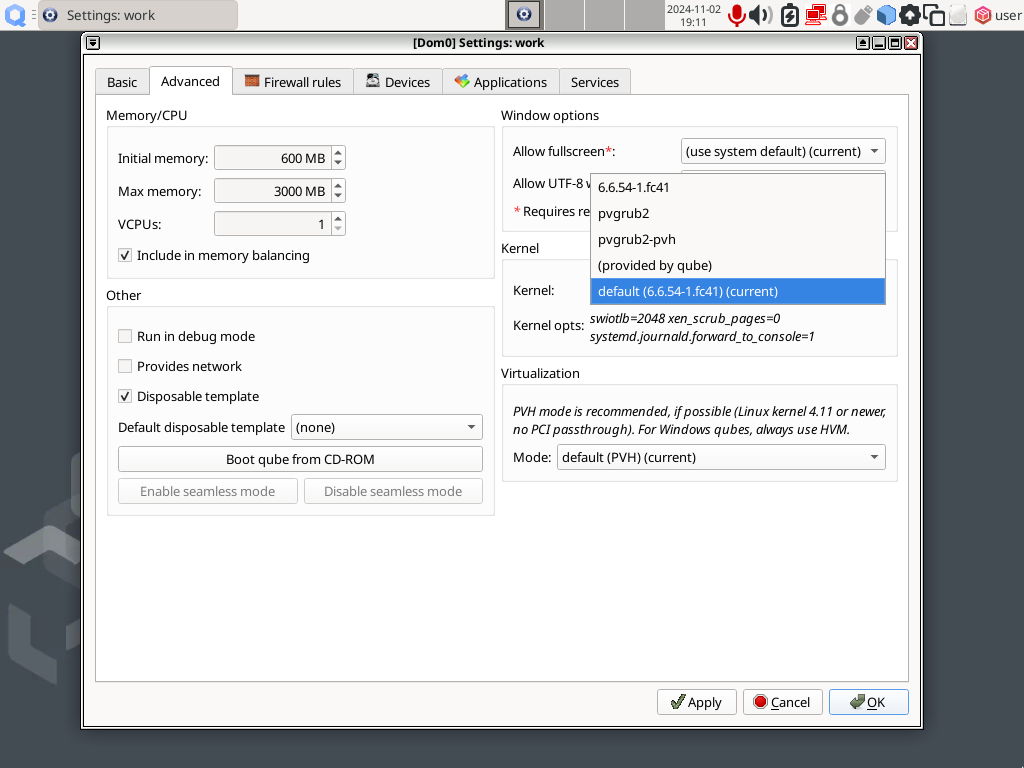 Settings: work
2024-11-02
19:11
user
[Dom0] Settings: work
Basic
Advanced
Firewall rules
Devices
Applications
Services
Memory/CPU
Initial memory:
600 MB
Max memory:
3000 MB
VCPUs:
1
Include in memory balancing
Other
Run in debug mode
Provides network
Disposable template
Default disposable template
(none)
Boot qube from CD-ROM
Enable seamless mode
Disable seamless mode
Window options
Allow fullscreen*:
(use system default) (current)
Allow UTF-8
* Requires
Kernel
Kernel:
6.6.54-1.fc41
pvgrub2
pvgrub2-pvh
(provided by qube)
default (6.6.54-1.fc41) (current)
Kernel opts:
swiotlb=2048 xen_scrub_pages=0
systemd.journald.forward_to_console=1
Virtualization
PVH mode is recommended, if possible (Linux kernel 4.11 or newer,
no PCI passthrough). For Windows qubes, always use HVM.
Mode:
default (PVH) (current)
Apply
Cancel
OK